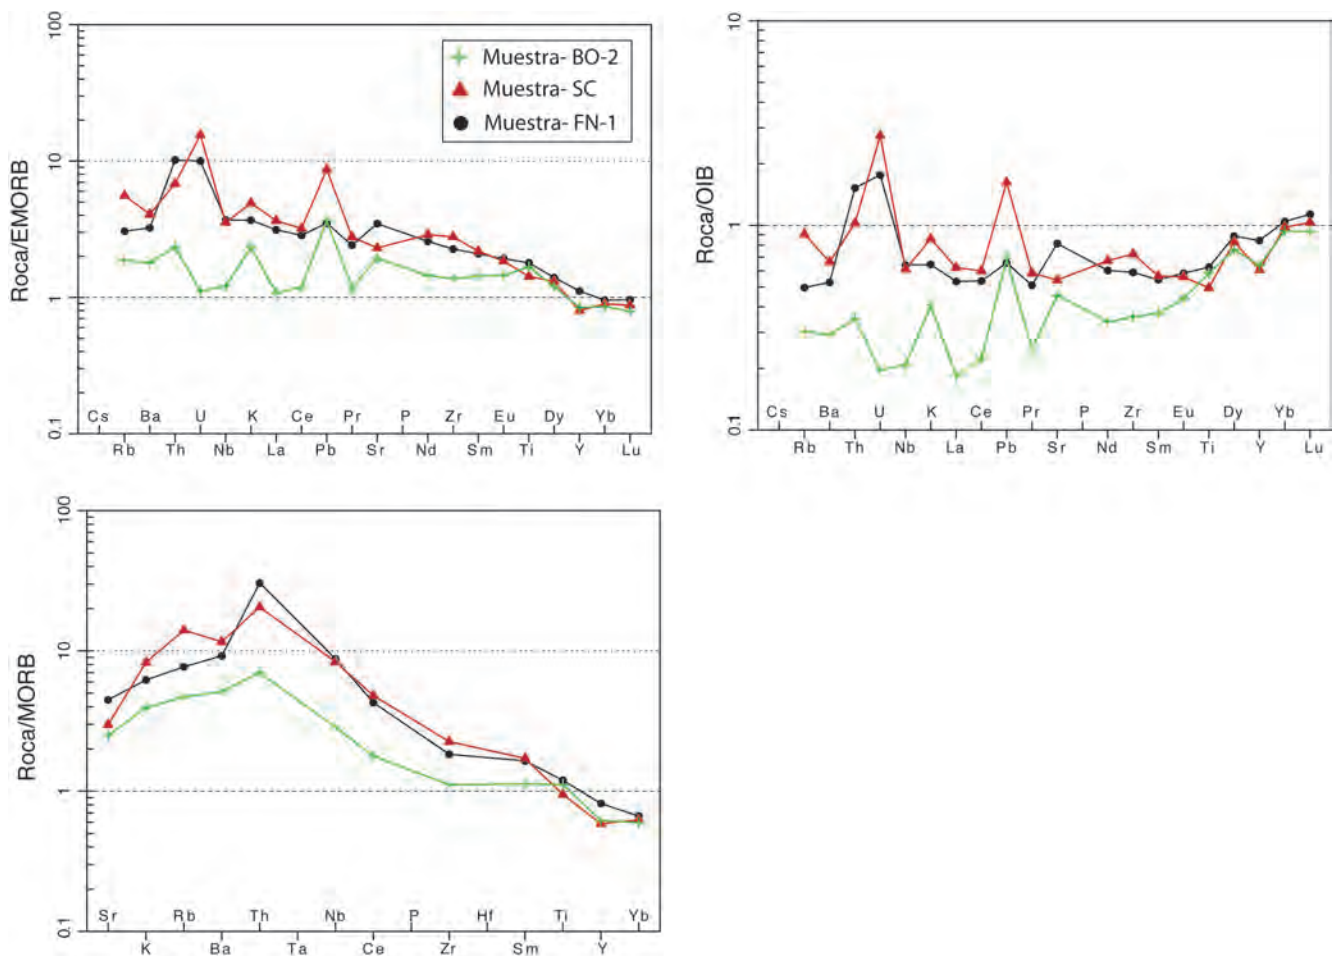 100
10
1
0.1
Roca/EMORB
Muestra- BO-2
Muestra- SC
Muestra- FN-1
Cs Ba U K Ce Pr P Zr Eu Dy Yb
Rb Th Nb La Pb Sr Nd Sm Ti Y Lu
10
1
0.1
Roca/OIB
Cs Ba U K Ce Pr P Zr Eu Dy Yb
Rb Th Nb La Pb Sr Nd Sm Ti Y Lu
100
10
1
0.1
Roca/MORB
Sr Rb Th Nb P Hf Ti Yb
K Ba Ta Ce Zr Sm Y